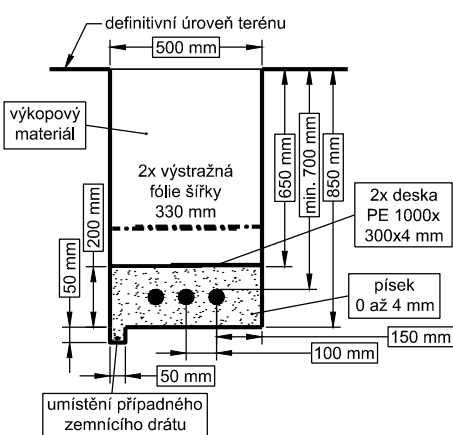 definitivní úroveň terénu
500 mm
výkopový
materiál
2x výstražná
fólie šířky
330 mm
650 mm
min. 700 mm
850 mm
2x deska
PE 1000x
300x4 mm
200 mm
50 mm
písek
0 až 4 mm
150 mm
100 mm
50 mm
umístění případného
zemnícího drátu